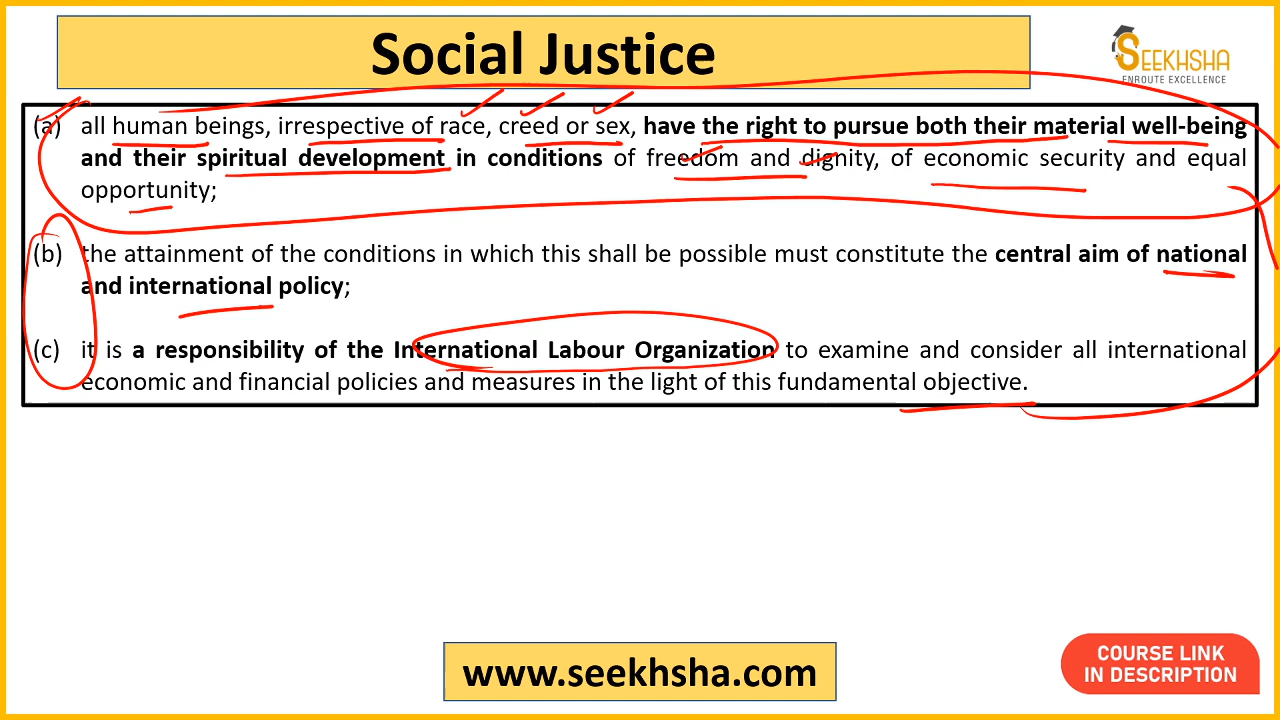 Social Justice
SEEKHSHA
ENROUTE EXCELLENCE
(a) all human beings, irrespective of race, creed or sex, have the right to pursue both their material well-being
and their spiritual development in conditions of freedom and dignity, of economic security and equal
opportunity;
(b) the attainment of the conditions in which this shall be possible must constitute the central aim of national
and international policy;
(c) it is a responsibility of the International Labour Organization to examine and consider all international
economic and financial policies and measures in the light of this fundamental objective.
www.seekhsha.com
COURSE LINK
IN DESCRIPTION